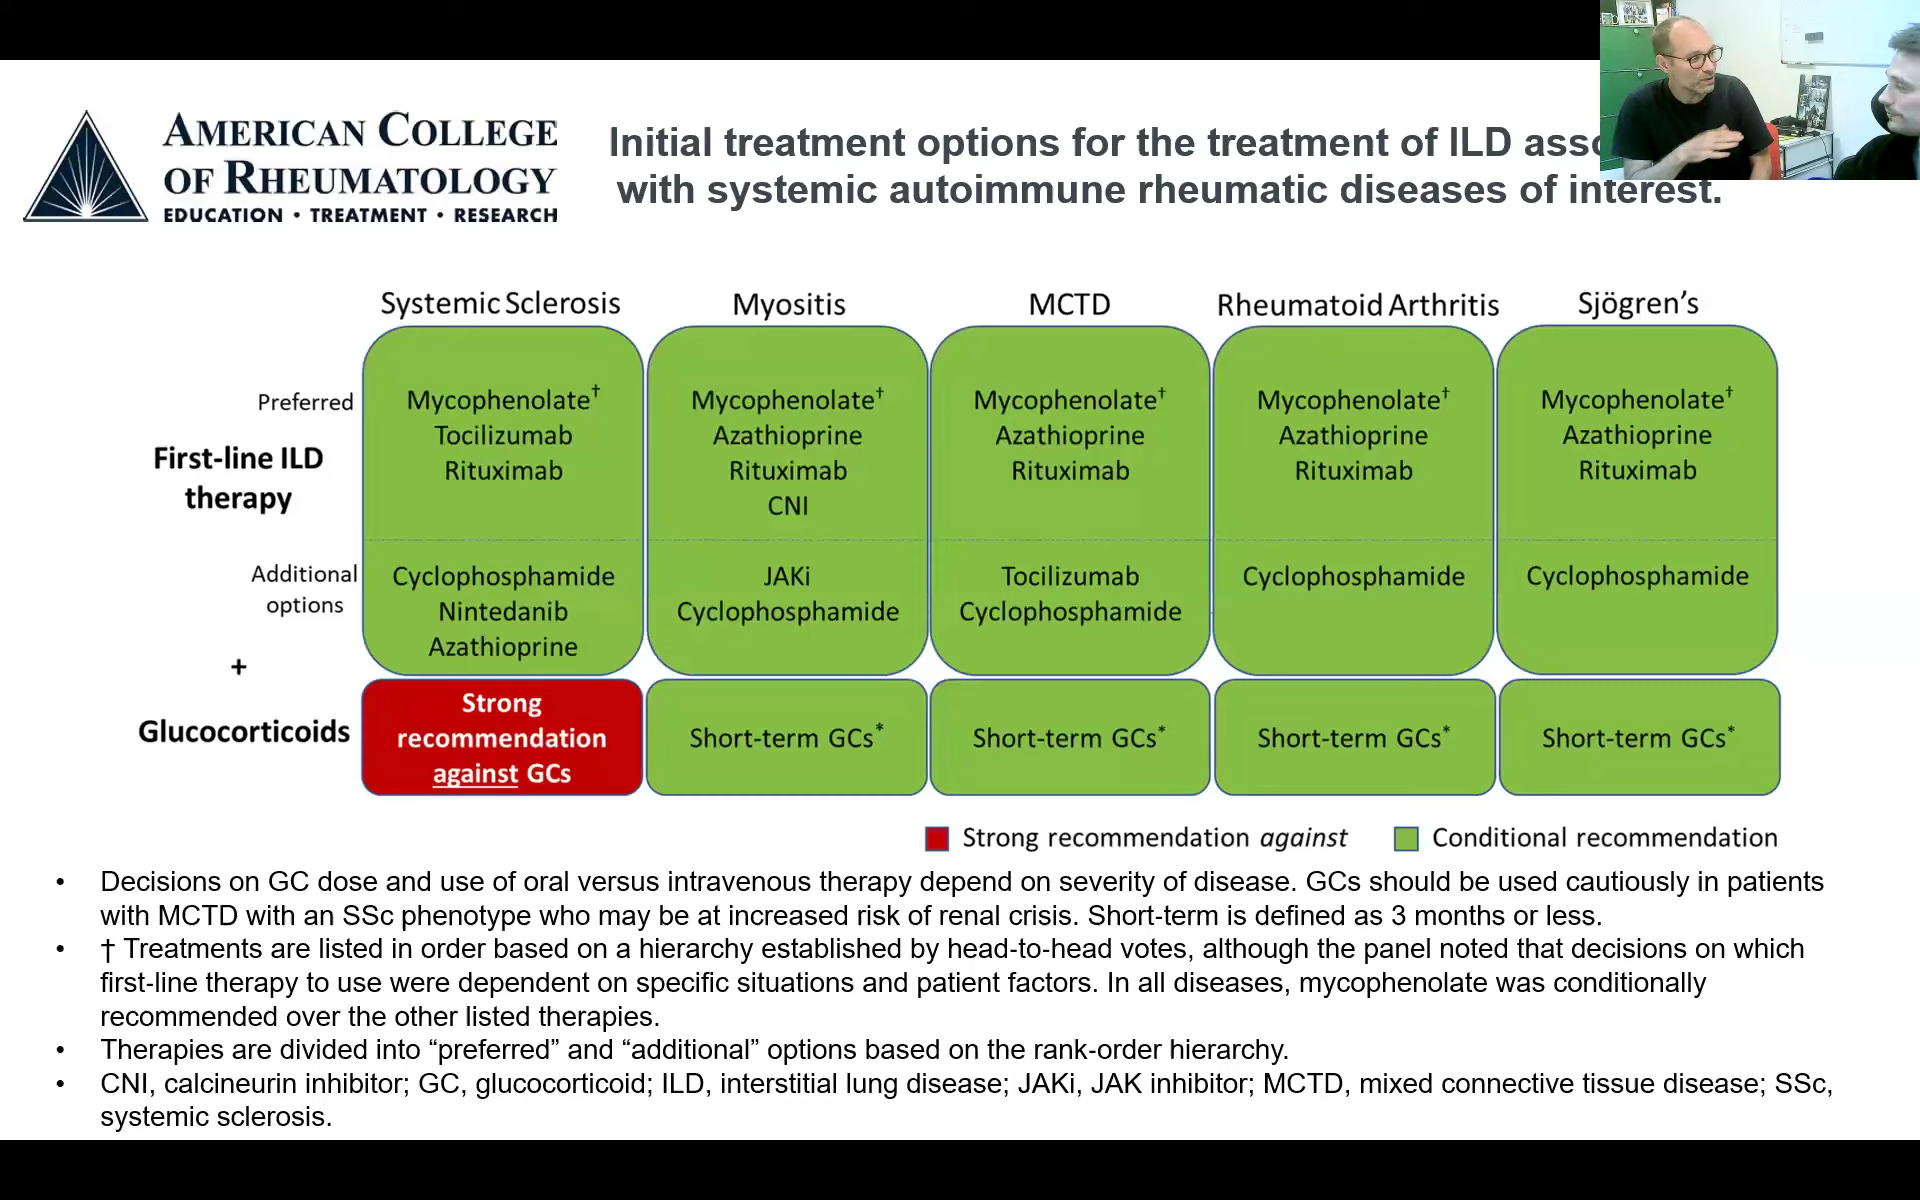 AMERICAN COLLEGE
OF RHEUMATOLOGY
EDUCATION • TREATMENT • RESEARCH
Initial treatment options for the treatment of ILD
with systemic autoimmune rheumatic diseases of interest.
Systemic Sclerosis
Myositis
MCTD
Rheumatoid Arthritis
Sjögren's
Preferred
First-line ILD
therapy
Mycophenolate†
Tocilizumab
Rituximab
Mycophenolate†
Azathioprine
Rituximab
CNI
Mycophenolate†
Azathioprine
Rituximab
Mycophenolate†
Azathioprine
Rituximab
Mycophenolate†
Azathioprine
Rituximab
Additional
options
Cyclophosphamide
Nintedanib
Azathioprine
JAKi
Cyclophosphamide
Tocilizumab
Cyclophosphamide
Cyclophosphamide
Cyclophosphamide
+
Glucocorticoids
Strong
recommendation
against GCs
Short-term GCs*
Short-term GCs*
Short-term GCs*
Short-term GCs*
Strong recommendation against
Conditional recommendation
• Decisions on GC dose and use of oral versus intravenous therapy depend on severity of disease. GCs should be used cautiously in patients
with MCTD with an SSc phenotype who may be at increased risk of renal crisis. Short-term is defined as 3 months or less.
• † Treatments are listed in order based on a hierarchy established by head-to-head votes, although the panel noted that decisions on which
first-line therapy to use were dependent on specific situations and patient factors. In all diseases, mycophenolate was conditionally
recommended over the other listed therapies.
• Therapies are divided into “preferred” and “additional” options based on the rank-order hierarchy.
• CNI, calcineurin inhibitor; GC, glucocorticoid; ILD, interstitial lung disease; JAKi, JAK inhibitor; MCTD, mixed connective tissue disease; SSc,
systemic sclerosis.